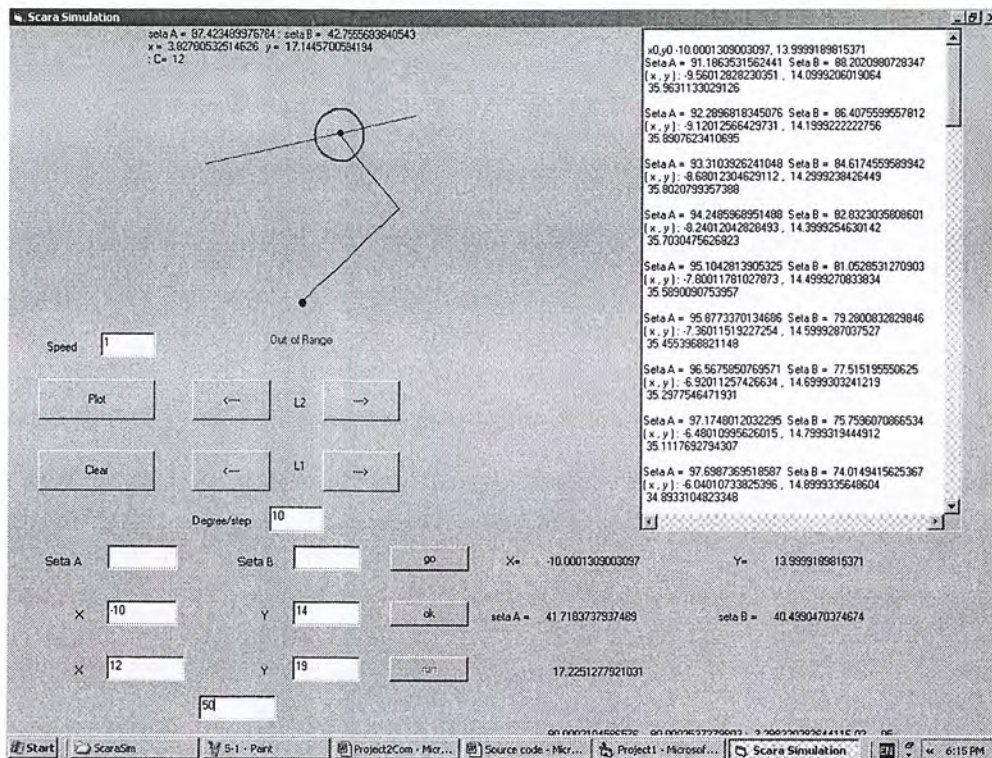 Scara Simulation
seta A = 87.423489976764 : seta B = 42.7555683840543
x = 3.82780532514626 y = 17.1445700584194
: C= 12
x0,y0 -10.0001309003097, 13.9999189815371
Seta A = 91.1863531562441 Seta B = 88.2020980728347
( x , y ) : -9.56012828230351 , 14.0999206019064
35.9631133029126
Seta A = 92.2896818345076 Seta B = 86.4075599557812
( x , y ) : -9.12012566429731 , 14.1999222222756
35.8907623410695
Seta A = 93.3103926241048 Seta B = 84.6174559589942
( x , y ) : -8.68012304629112 , 14.2999238426449
35.8020799357388
Seta A = 94.2485968951488 Seta B = 82.8323035808601
( x , y ) : -8.24012042828493 , 14.3999254630142
35.7030475626823
Seta A = 95.1042813905325 Seta B = 81.0528531270903
( x , y ) : -7.80011781027873 , 14.4999270833834
35.5890090753957
Seta A = 95.8773370134686 Seta B = 79.2800832829846
( x , y ) : -7.36011519227254 , 14.5999287037527
35.4553968821148
Seta A = 96.5675850769571 Seta B = 77.515195550625
( x , y ) : -6.92011257426634 , 14.6999303241219
35.2977546471931
Seta A = 97.1748012032295 Seta B = 75.7596070866534
( x , y ) : -6.48010995626015 , 14.7999319444912
35.1117692794307
Seta A = 97.6987369518587 Seta B = 74.0149415625367
( x , y ) : -6.04010733825396 , 14.8999335648604
34.8933104823348
Speed 1
Out of Range
Plot <--- L2 --->
Clear <--- L1 --->
Degree/step 10
Seta A Seta B go X= -10.0001309003097 Y= 13.9999189815371
X -10 Y 14 ok seta A = 41.7183737937489 seta B = 40.4990470374674
X 12 Y 19 run 17.2251277921031
50
Start ScaraSim 5-1 - Paint Project2Com - Micr... Source code - Micr... Project1 - Microsof... Scara Simulation EN « 6:15 PM